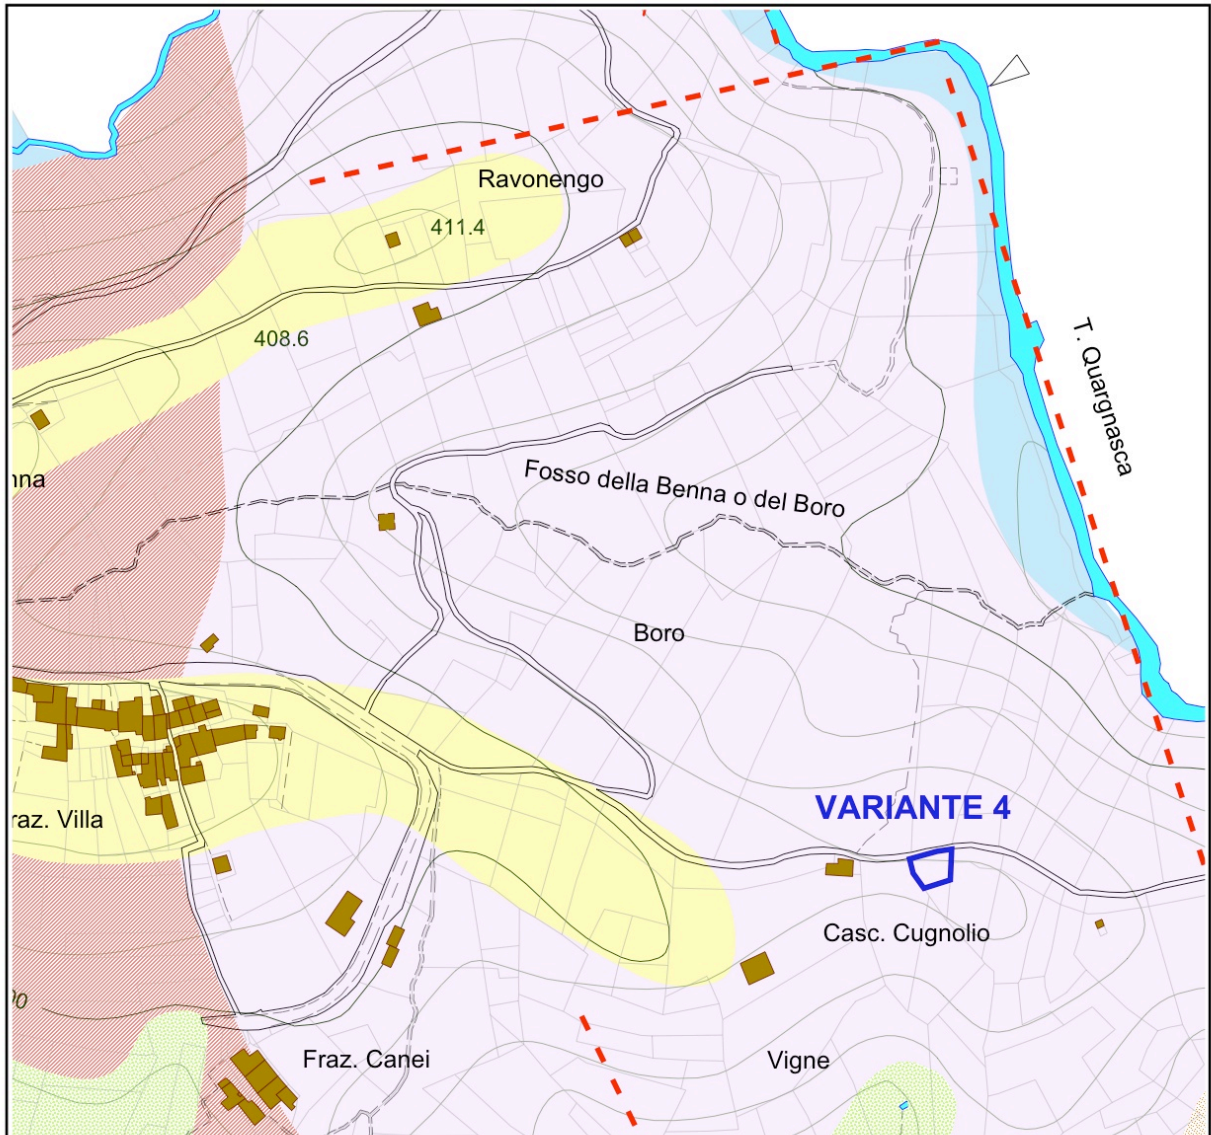 Ravonengo
411.4
408.6
T. Quargnasca
nna
Fosso della Benna o del Boro
Boro
VARIANTE 4
raz. Villa
Casc. Cugnolio
00
Fraz. Canei
Vigne